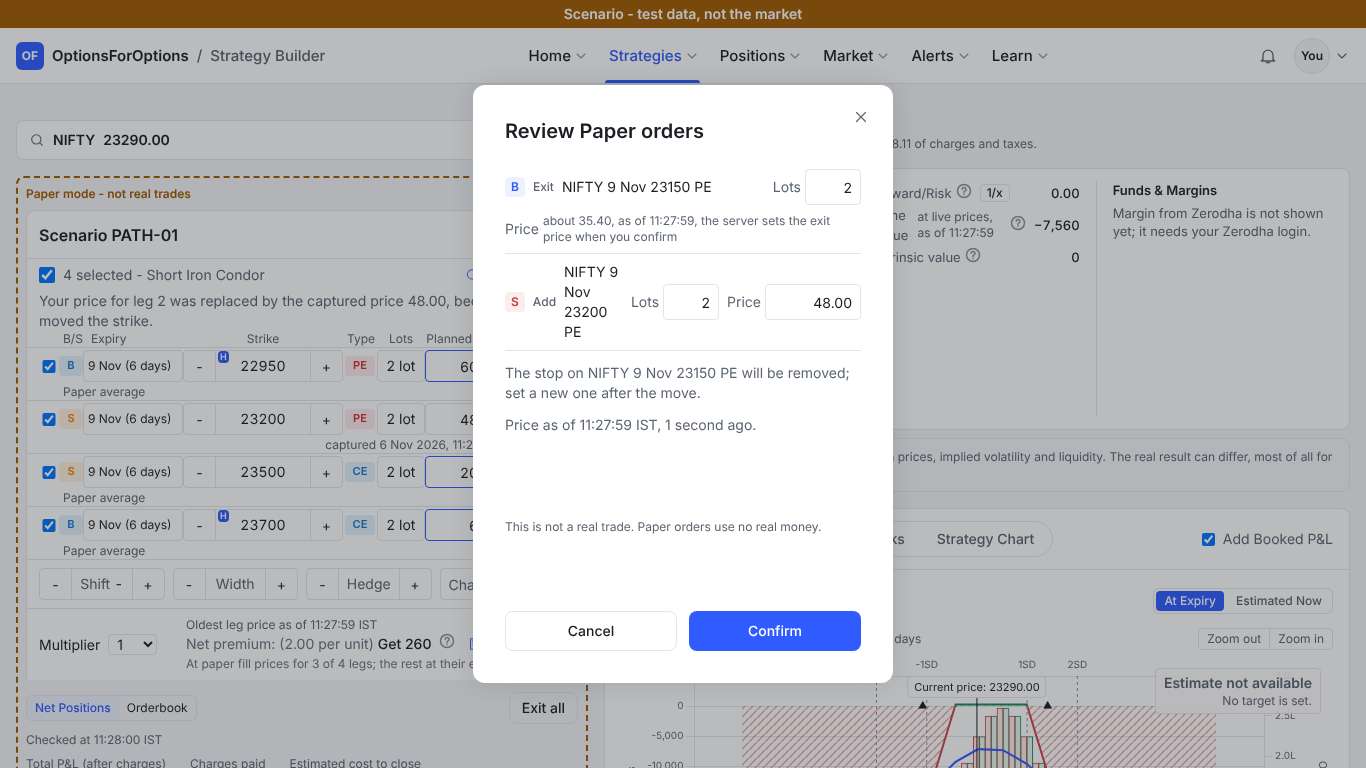 Scenario - test data, not the market
OF OptionsForOptions / Strategy Builder Home Strategies Positions Market Alerts Learn You
NIFTY 23290.00
Paper mode - not real trades
Scenario PATH-01
4 selected - Short Iron Condor
Your price for leg 2 was replaced by the captured price 48.00,
moved the strike.
B/S Expiry Strike Type Lots Planned
B 9 Nov (6 days) - H 22950 + PE 2 lot
Paper average
S 9 Nov (6 days) - 23200 + PE 2 lot
captured 6 Nov 2026,
S 9 Nov (6 days) - 23500 + CE 2 lot
Paper average
B 9 Nov (6 days) - H 23700 + CE 2 lot
Paper average
- Shift - + - Width + - Hedge +
Multiplier 1
Oldest leg price as of 11:27:59 IST
Net premium: (2.00 per unit) Get 260 ?
At paper fill prices for 3 of 4 legs; the rest at their
Net Positions Orderbook Exit all
Checked at 11:28:00 IST
Total P&L (after charges) Charges paid Estimated cost to close
Review Paper orders
B Exit NIFTY 9 Nov 23150 PE Lots 2
Price about 35.40, as of 11:27:59, the server sets the exit
price when you confirm
S Add NIFTY 9
Nov
23200
PE
Lots 2 Price 48.00
The stop on NIFTY 9 Nov 23150 PE will be removed;
set a new one after the move.
Price as of 11:27:59 IST, 1 second ago.
This is not a real trade. Paper orders use no real money.
Cancel Confirm
of charges and taxes.
/Risk ? 1/x 0.00
at live prices,
as of 11:27:59 ? −7,560
value ? 0
Funds & Margins
Margin from Zerodha is not shown
yet; it needs your Zerodha login.
prices, implied volatility and liquidity. The real result can differ, most of all for
Strategy Chart Add Booked P&L
At Expiry Estimated Now
days Zoom out Zoom in
-1SD 1SD 2SD
Current price: 23290.00
Estimate not available
No target is set.
0
-5,000
-10,000
2.5L
2.0L